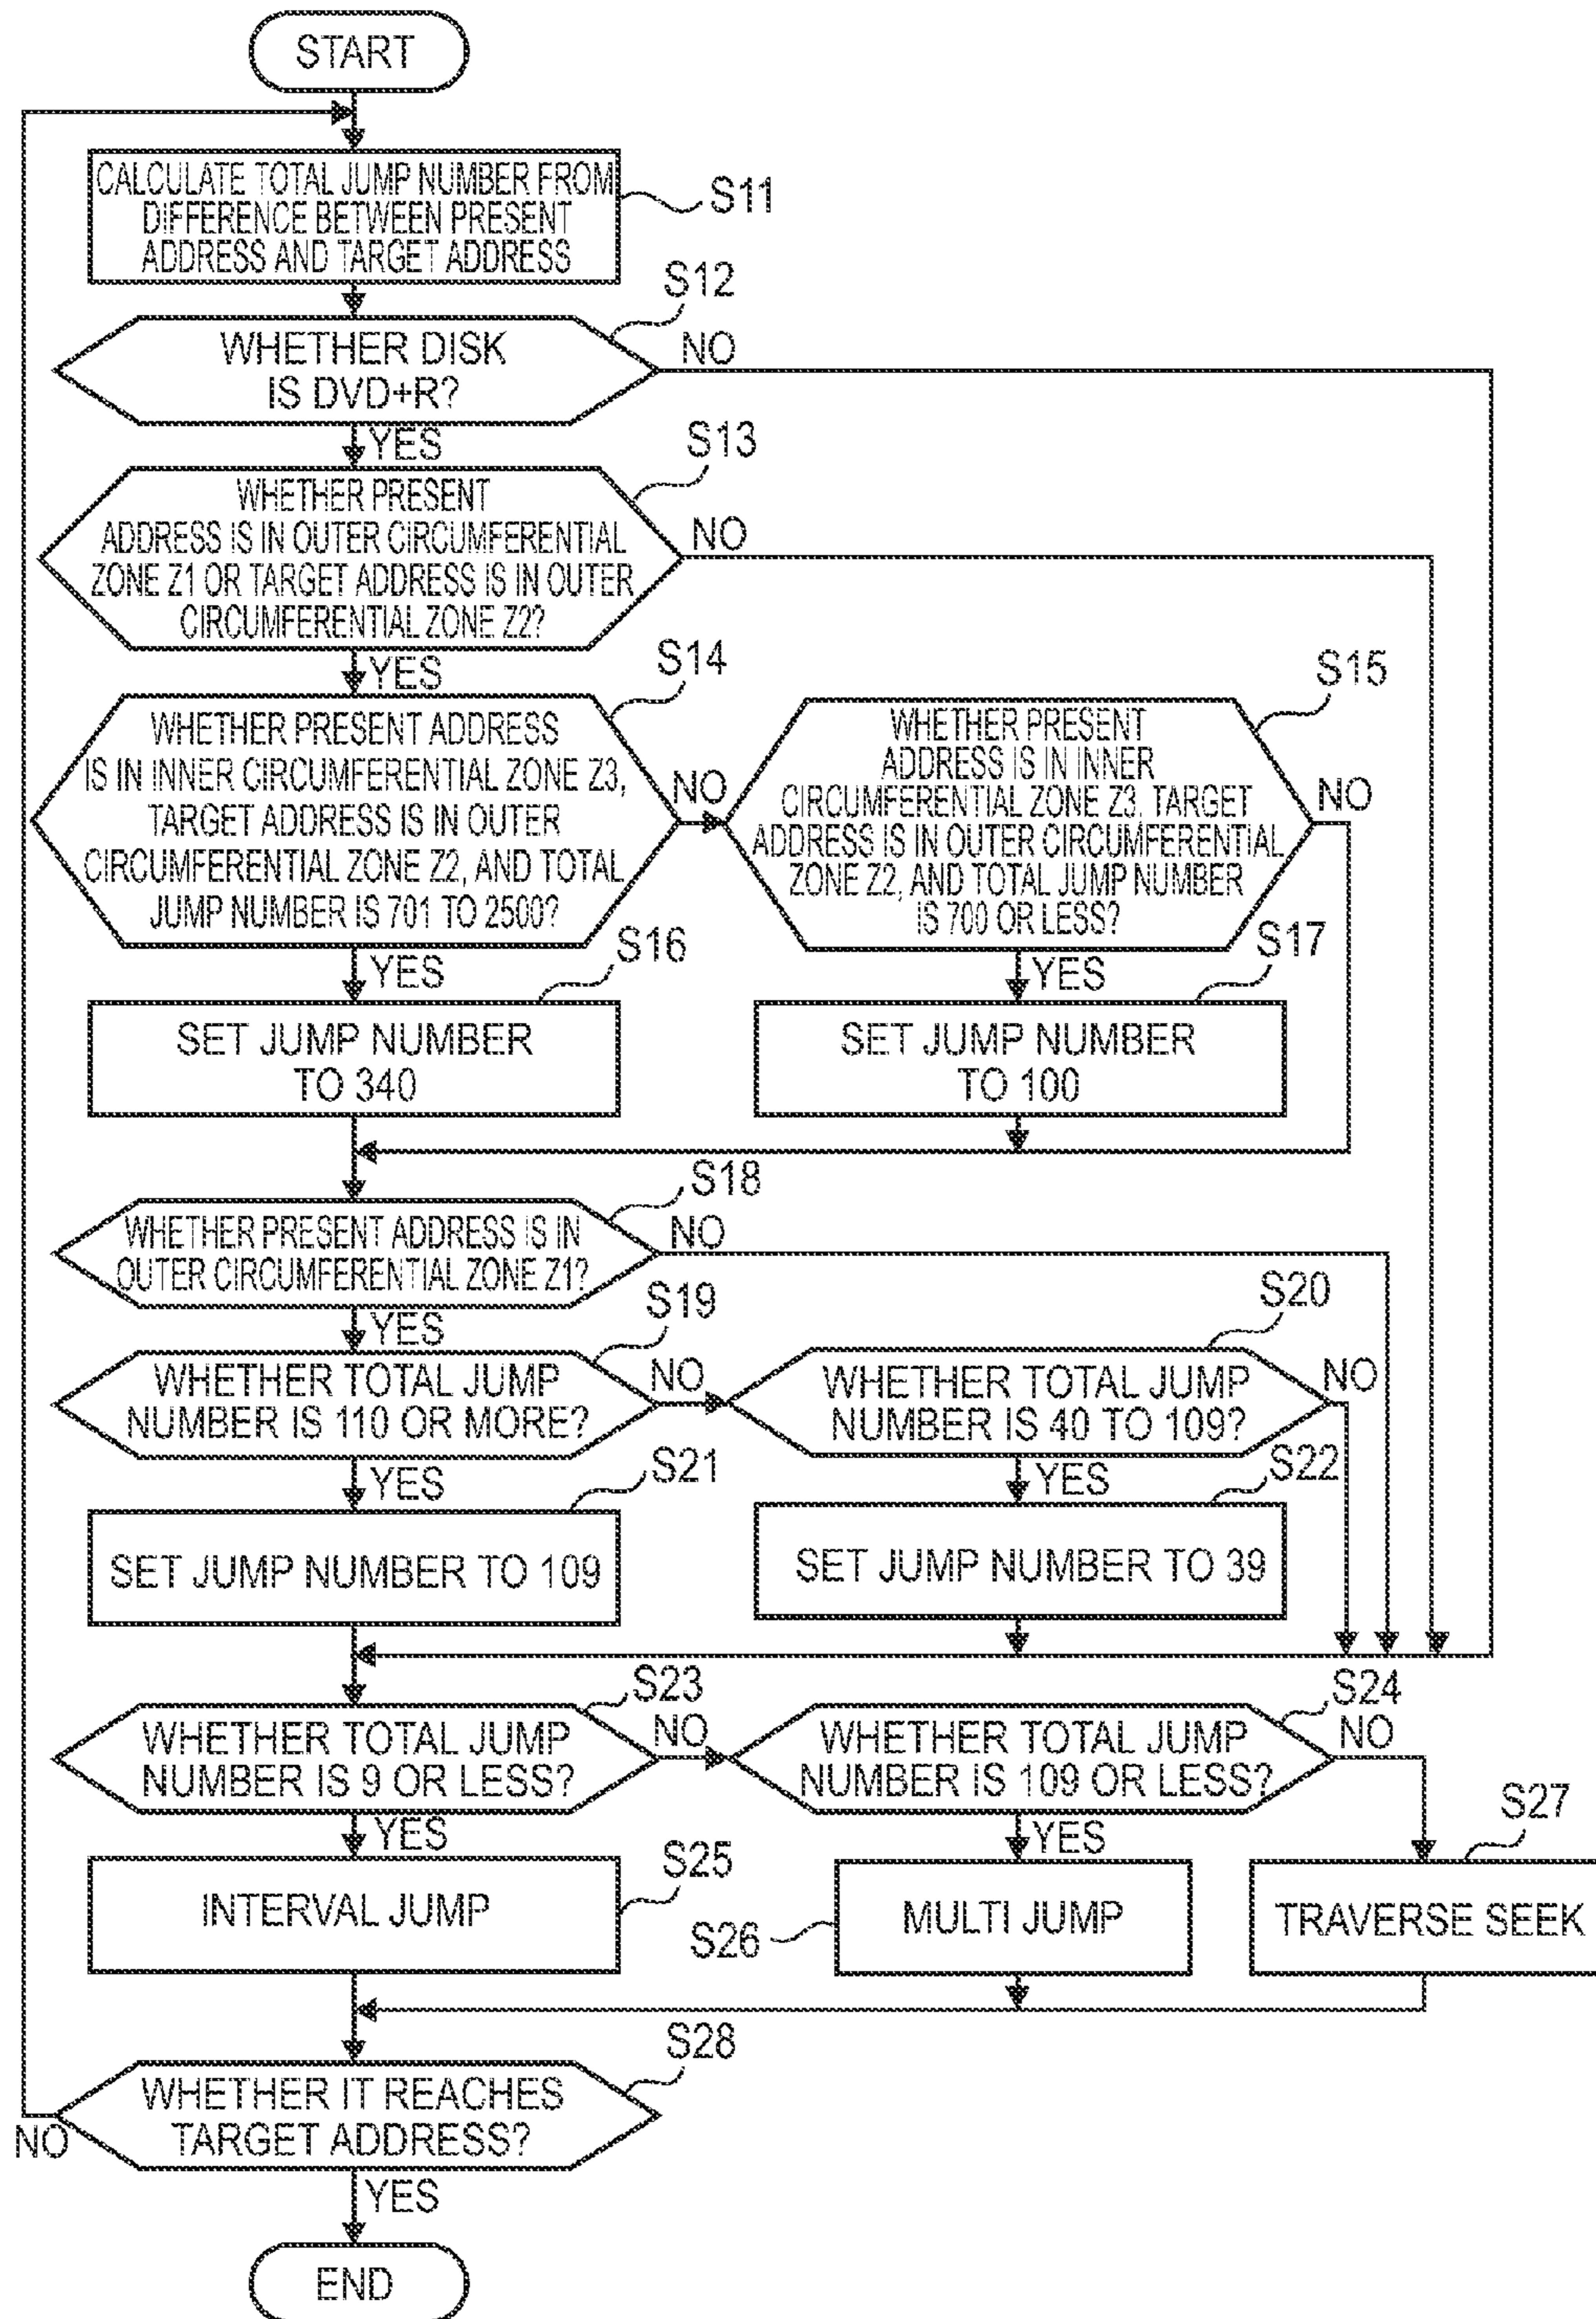 START
CALCULATE TOTAL JUMP NUMBER FROM
DIFFERENCE BETWEEN PRESENT
ADDRESS AND TARGET ADDRESS
S11
S12
WHETHER DISK
IS DVD+R?
NO
YES
S13
WHETHER PRESENT
ADDRESS IS IN OUTER CIRCUMFERENTIAL
ZONE Z1 OR TARGET ADDRESS IS IN OUTER
CIRCUMFERENTIAL ZONE Z2?
NO
YES
S14
WHETHER PRESENT ADDRESS
IS IN INNER CIRCUMFERENTIAL ZONE Z3,
TARGET ADDRESS IS IN OUTER
CIRCUMFERENTIAL ZONE Z2, AND TOTAL
JUMP NUMBER IS 701 TO 2500?
NO
S15
WHETHER PRESENT
ADDRESS IS IN INNER
CIRCUMFERENTIAL ZONE Z3, TARGET
ADDRESS IS IN OUTER CIRCUMFERENTIAL
ZONE Z2, AND TOTAL JUMP NUMBER
IS 700 OR LESS?
NO
YES
S16
SET JUMP NUMBER
TO 340
YES
S17
SET JUMP NUMBER
TO 100
S18
WHETHER PRESENT ADDRESS IS IN
OUTER CIRCUMFERENTIAL ZONE Z1?
NO
YES
S19
WHETHER TOTAL JUMP
NUMBER IS 110 OR MORE?
NO
S20
WHETHER TOTAL JUMP
NUMBER IS 40 TO 109?
NO
YES
S21
SET JUMP NUMBER TO 109
YES
S22
SET JUMP NUMBER TO 39
S23
WHETHER TOTAL JUMP
NUMBER IS 9 OR LESS?
NO
S24
WHETHER TOTAL JUMP
NUMBER IS 109 OR LESS?
NO
YES
S25
INTERVAL JUMP
YES
S26
MULTI JUMP
S27
TRAVERSE SEEK
S28
WHETHER IT REACHES
TARGET ADDRESS?
NO
YES
END